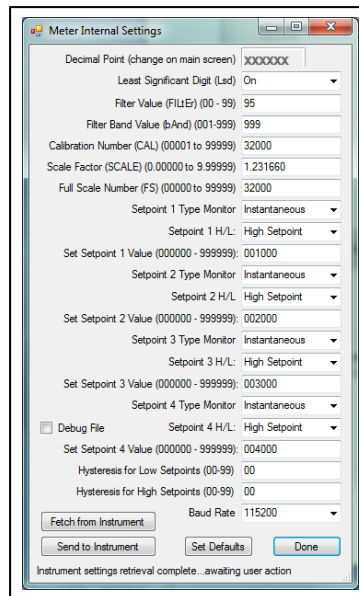 Meter Internal Settings
Decimal Point (change on main screen) XXXXXX
Least Significant Digit (Lsd) On
Filter Value (FILtEr) (00 - 99) 95
Filter Band Value (bAnd) (001-999) 999
Calibration Number (CAL) (00001 to 99999) 32000
Scale Factor (SCALE) (0.00000 to 9.99999) 1.231660
Full Scale Number (FS) (00000 to 99999) 32000
Setpoint 1 Type Monitor Instantaneous
Setpoint 1 H/L: High Setpoint
Set Setpoint 1 Value (000000 - 999999): 001000
Setpoint 2 Type Monitor Instantaneous
Setpoint 2 H/L High Setpoint
Set Setpoint 2 Value (000000 - 999999): 002000
Setpoint 3 Type Monitor Instantaneous
Setpoint 3 H/L: High Setpoint
Set Setpoint 3 Value (000000 - 999999): 003000
Setpoint 4 Type Monitor Instantaneous
Debug File Setpoint 4 H/L: High Setpoint
Set Setpoint 4 Value (000000 - 999999): 004000
Hysteresis for Low Setpoints (00-99) 00
Hysteresis for High Setpoints (00-99) 00
Baud Rate 115200
Fetch from Instrument
Send to Instrument Set Defaults Done
Instrument settings retrieval complete...awaiting user action